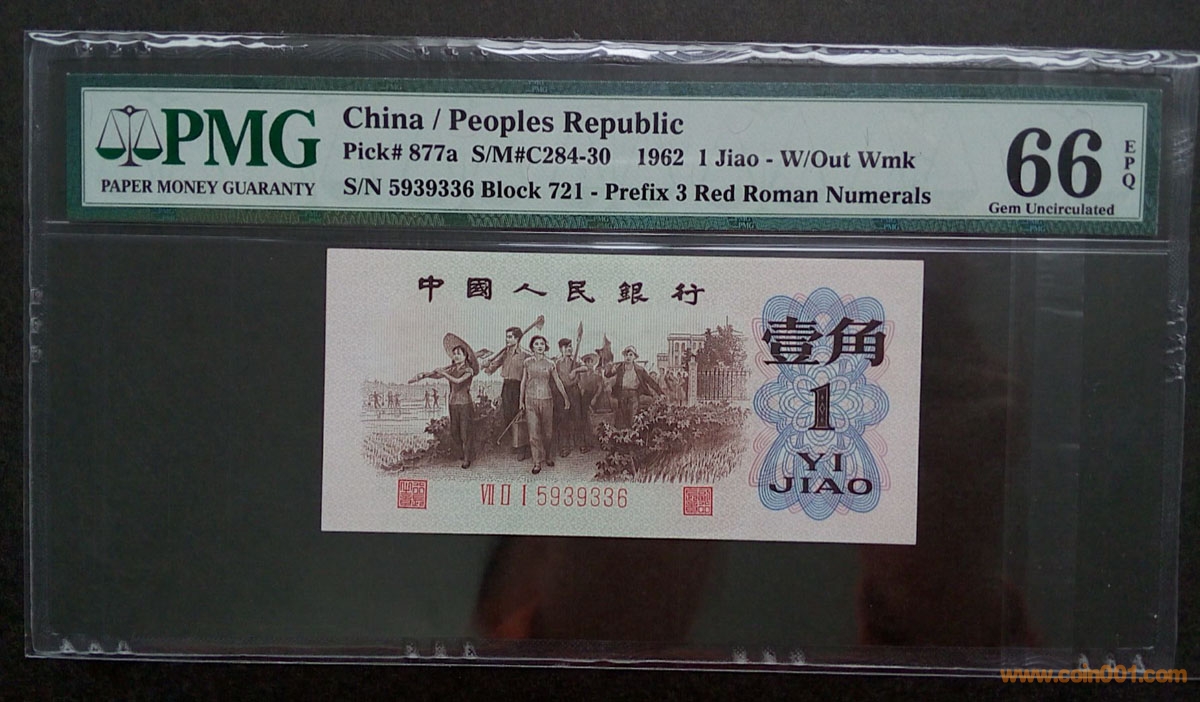 PMG
PAPER MONEY GUARANTY
China / Peoples Republic
Pick# 877a S/M#C284-30 1962 1 Jiao - W/Out Wmk
S/N 5939336 Block 721 - Prefix 3 Red Roman Numerals
66
EPQ
Gem Uncirculated
中國人民銀行
壹角
1
YI
JIAO
VII II I 5939336
www.coin001.com